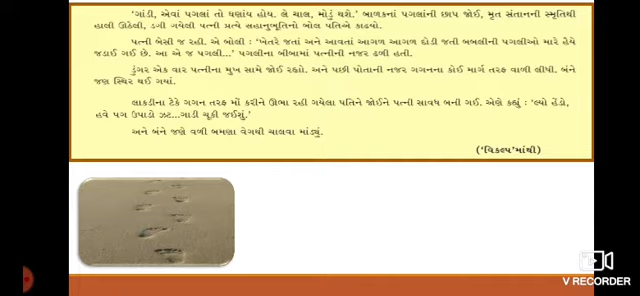 'ગાંડી, એવાં પગલાં તો ઘણાંય હોય. લે ચાલ, મોડું થશે.' બાળકનાં પગલાંની છાપ જોઈ, મૃત સંતાનની સ્મૃતિથી
હાલી ઊઠેલી, ડગી ગયેલી પત્ની પ્રત્યે સહાનુભૂતિનો બોલ પતિએ કાઢ્યો.
પત્ની બેસી જ રહી. એ બોલી : 'ખેતરે જતાં અને આવતાં આગળ આગળ દોડી જતી બબલીની પગલીઓ મારે હૈયે
જડાઈ ગઈ છે. આ એ જ પગલી...' પગલીના બીબામાં પત્નીની નજર ઢળી હતી.
ડુંગર એક વાર પત્નીના મુખ સામે જોઈ રહ્યો. અને પછી પોતાની નજર ગગનના કોઈ માર્ગ તરફ વાળી લીધી. બંને
જણ સ્થિર થઈ ગયાં.
લાકડીના ટેકે ગગન તરફ મોં કરીને ઊભા રહી ગયેલા પતિને જોઈને પત્ની સાવધ બની ગઈ. એણે કહ્યું : 'લ્યો હેંડો,
હવે પગ ઉપાડો ઝટ...ગાડી ચૂકી જઈશું.'
અને બંને જણે વળી બમણા વેગથી ચાલવા માંડ્યું.
('વિકલ્પ'માંથી)
V RECORDER